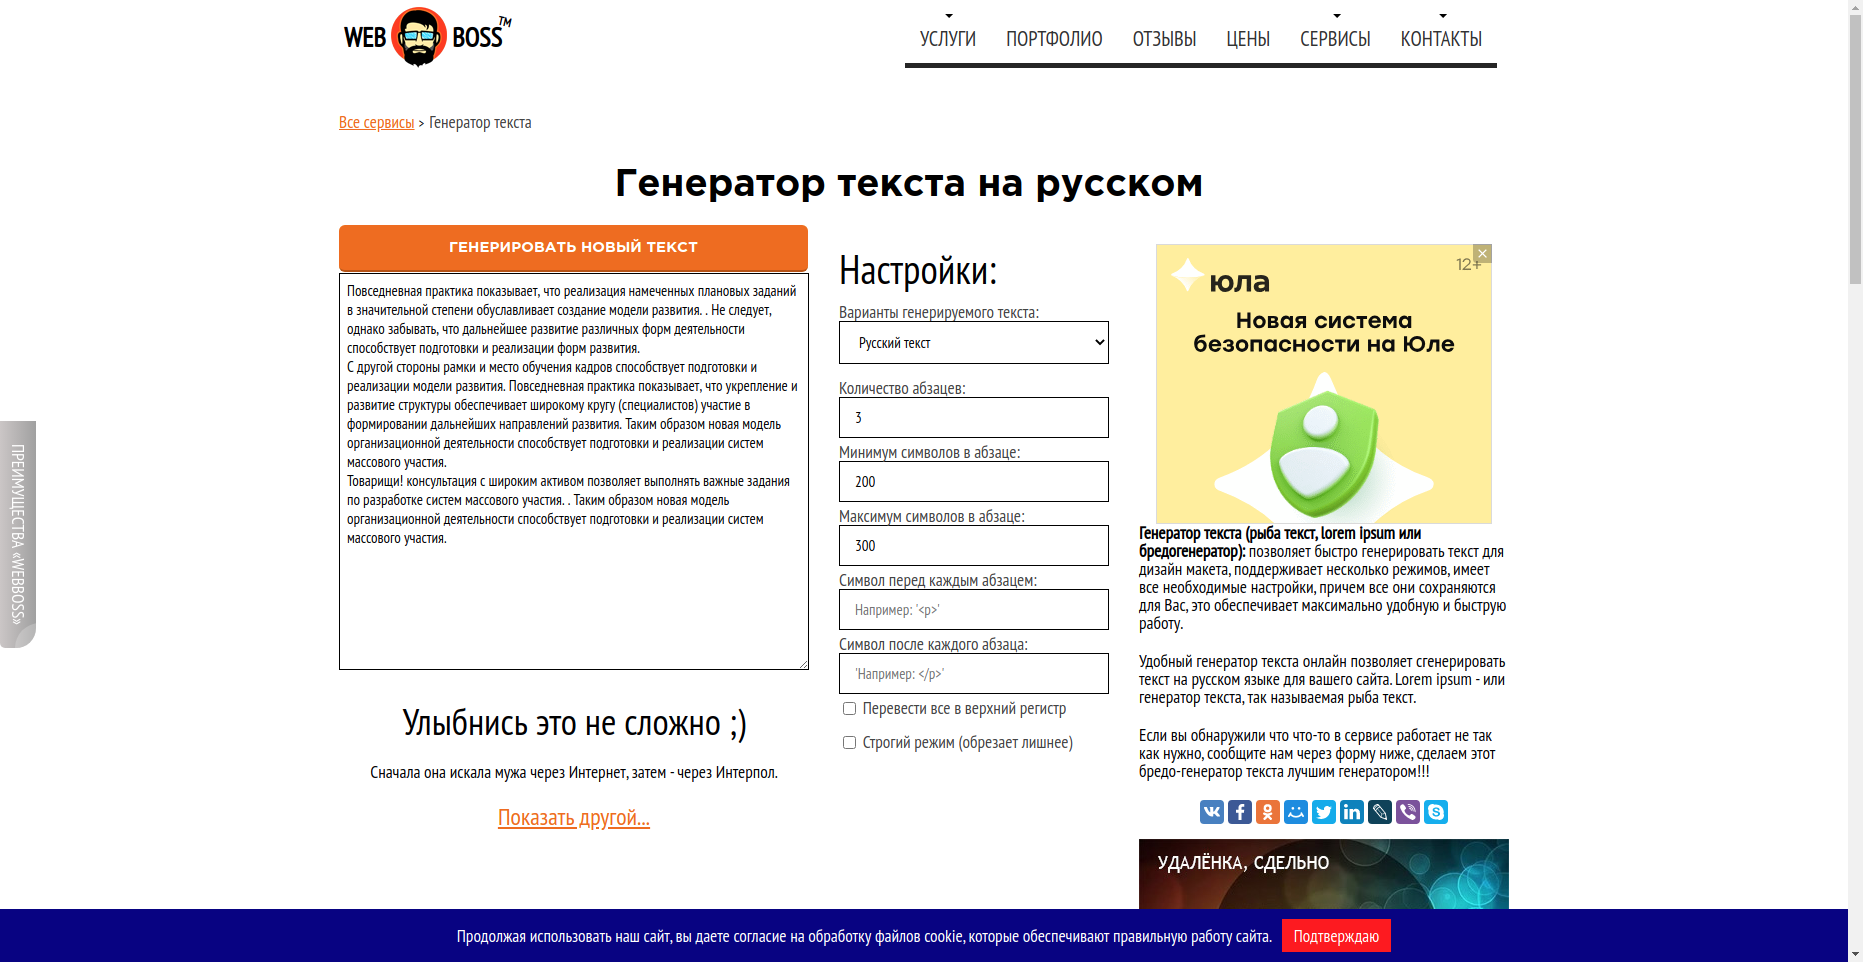 WEB BOSS™
УСЛУГИ ПОРТФОЛИО ОТЗЫВЫ ЦЕНЫ СЕРВИСЫ КОНТАКТЫ
Все сервисы > Генератор текста
Генератор текста на русском
ГЕНЕРИРОВАТЬ НОВЫЙ ТЕКСТ
Повседневная практика показывает, что реализация намеченных плановых заданий
в значительной степени обуславливает создание модели развития. . Не следует,
однако забывать, что дальнейшее развитие различных форм деятельности
способствует подготовки и реализации форм развития.
С другой стороны рамки и место обучения кадров способствует подготовки и
реализации модели развития. Повседневная практика показывает, что укрепление и
развитие структуры обеспечивает широкому кругу (специалистов) участие в
формировании дальнейших направлений развития. Таким образом новая модель
организационной деятельности способствует подготовки и реализации систем
массового участия.
Товарищи! консультация с широким активом позволяет выполнять важные задания
по разработке систем массового участия. . Таким образом новая модель
организационной деятельности способствует подготовки и реализации систем
массового участия.
Улыбнись это не сложно ;)
Сначала она искала мужа через Интернет, затем - через Интерпол.
Показать другой...
Настройки:
Варианты генерируемого текста:
Русский текст
Количество абзацев:
3
Минимум символов в абзаце:
200
Максимум символов в абзаце:
300
Символ перед каждым абзацем:
Например: '<p>'
Символ после каждого абзаца:
'Например: </p>'
Перевести все в верхний регистр
Строгий режим (обрезает лишнее)
12+
юла
Новая система
безопасности на Юле
Генератор текста (рыба текст, lorem ipsum или
бредогенератор): позволяет быстро генерировать текст для
дизайн макета, поддерживает несколько режимов, имеет
все необходимые настройки, причем все они сохраняются
для Вас, это обеспечивает максимально удобную и быструю
работу.
Удобный генератор текста онлайн позволяет сгенерировать
текст на русском языке для вашего сайта. Lorem ipsum - или
генератор текста, так называемая рыба текст.
Если вы обнаружили что что-то в сервисе работает не так
как нужно, сообщите нам через форму ниже, сделаем этот
бредо-генератор текста лучшим генератором!!!
УДАЛЁНКА, СДЕЛЬНО
ПРЕИМУЩЕСТВА «WEBBOSS»
Продолжая использовать наш сайт, вы даете согласие на обработку файлов cookie, которые обеспечивают правильную работу сайта. Подтверждаю